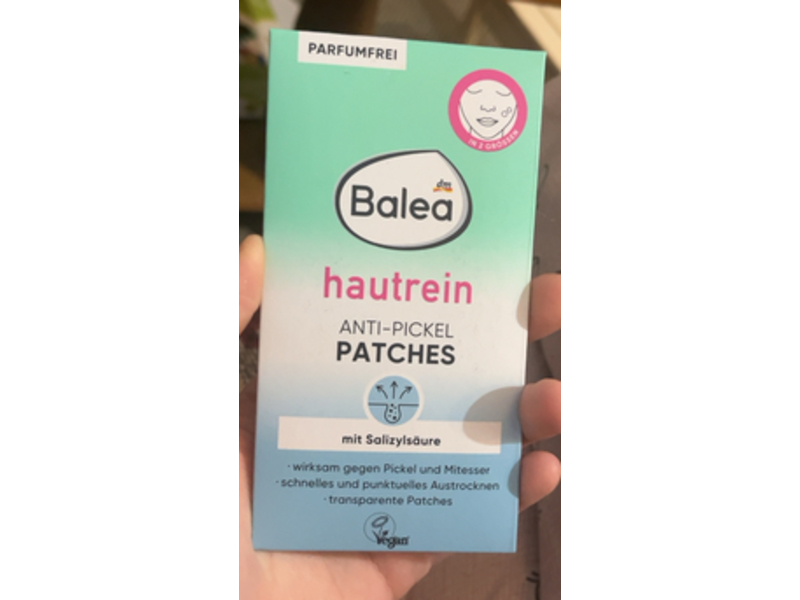 PARFUMFREI
IN 2 GRÖSSEN
dm
Balea
hautrein
ANTI-PICKEL
PATCHES
mit Salizylsäure
· wirksam gegen Pickel und Mitesser
· schnelles und punktuelles Austrocknen
· transparente Patches
vegan